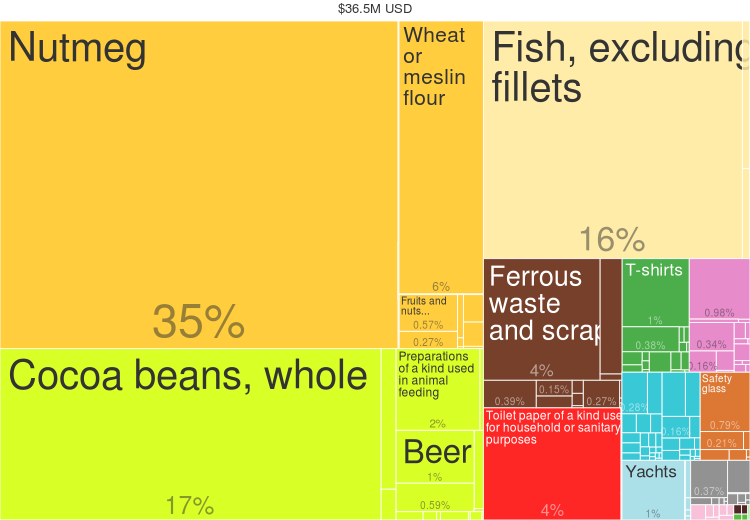 $36.5M USD
Nutmeg
35%
Wheat
or
meslin
flour
6%
Fruits and
nuts...
0.57%
0.27%
Fish, excluding
fillets
16%
Cocoa beans, whole
17%
Preparations
of a kind used
in animal
feeding
2%
Beer
1%
0.59%
Ferrous
waste
and scrap
4%
0.39%
0.15%
0.27%
Toilet paper of a kind use
for household or sanitary
purposes
4%
T-shirts
1%
0.38%
0.98%
0.34%
0.16%
0.28%
0.16%
Safety
glass
0.79%
0.21%
Yachts
1%
0.37%